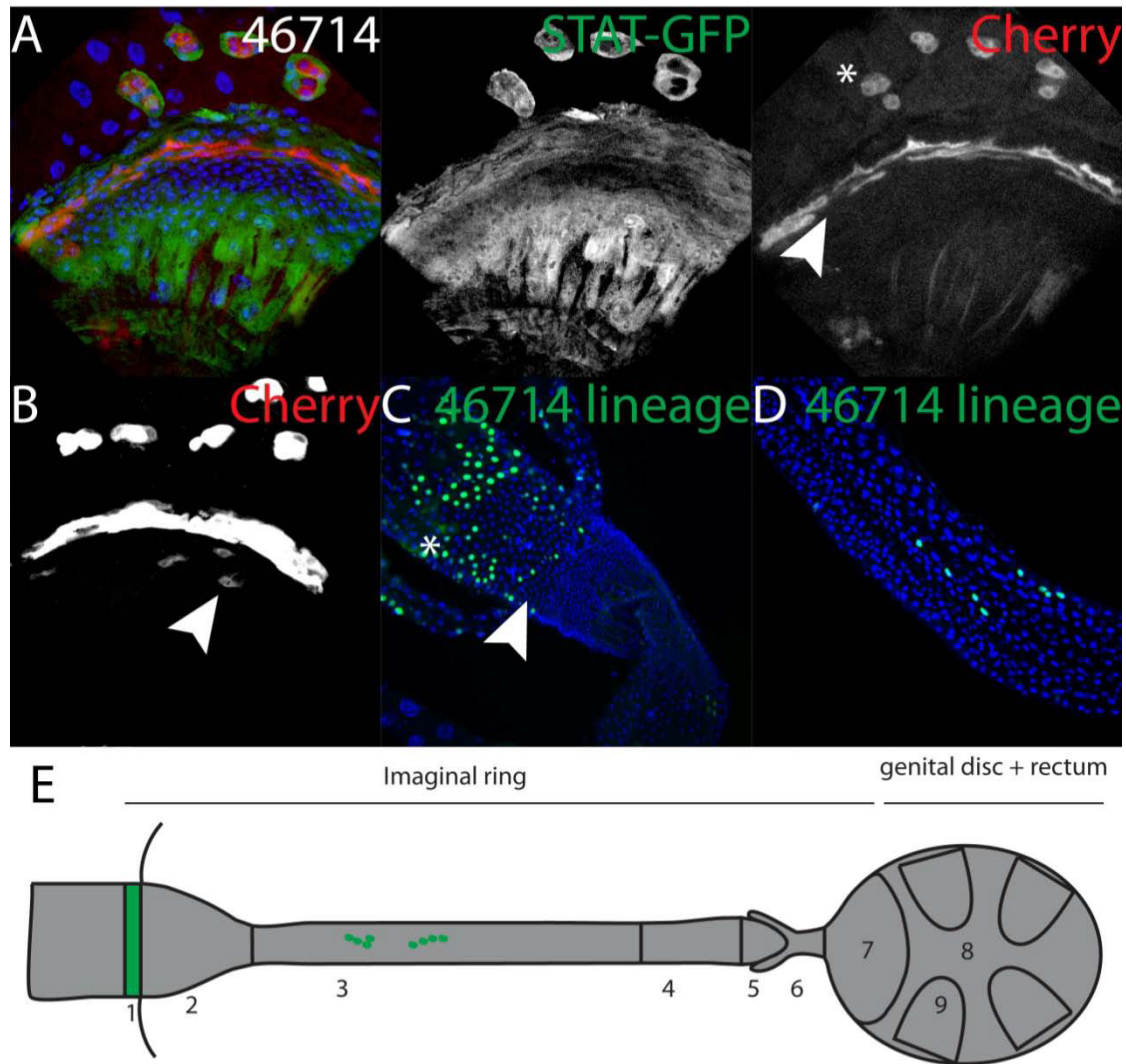 A 46714 STAT-GFP Cherry
*
B Cherry C 46714 lineage D 46714 lineage
*
E Imaginal ring genital disc + rectum
1 2 3 4 5 6 7 8 9